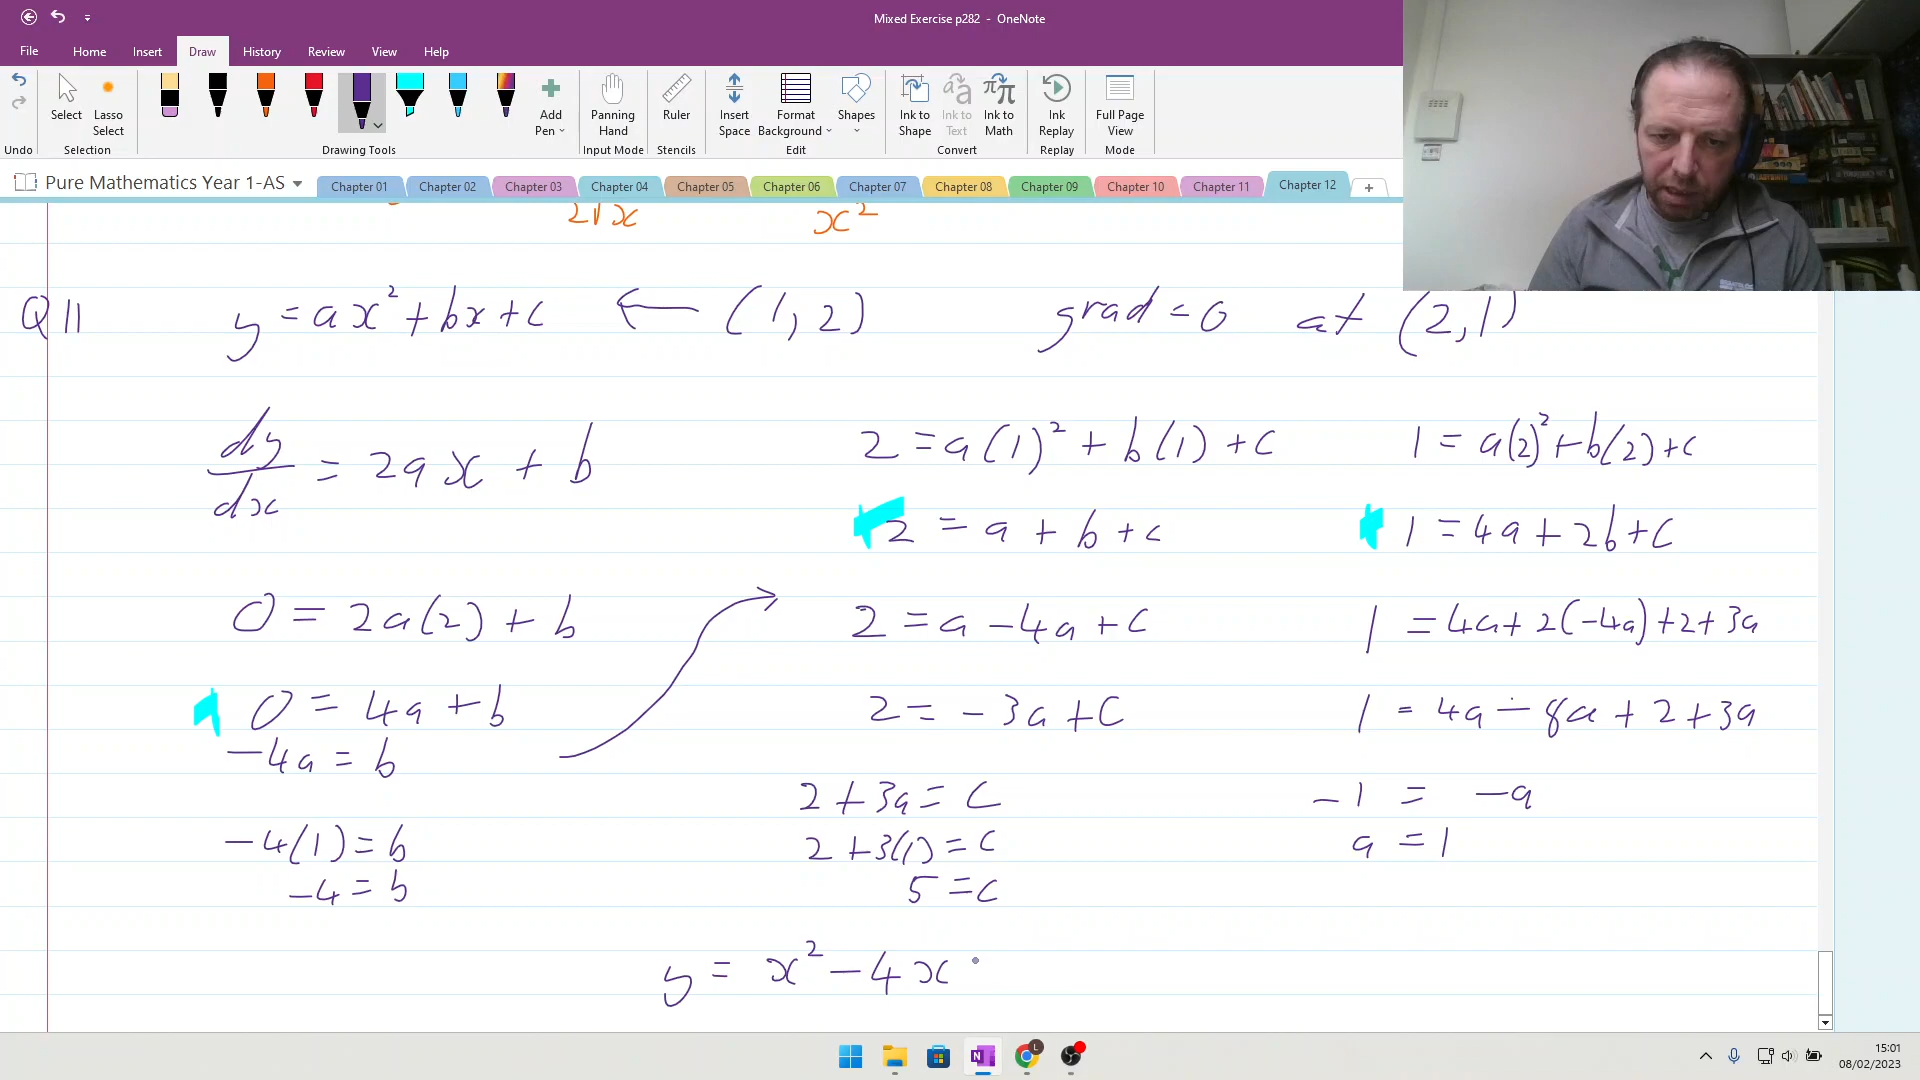 Mixed Exercise p282 - OneNote
File Home Insert Draw History Review View Help
Select Lasso Select Add Pen Panning Hand Ruler Insert Space Format Background Shapes Ink to Shape Ink to Text Ink to Math Ink Replay Full Page View
Undo Selection Drawing Tools Input Mode Stencils Edit Convert Replay Mode
Pure Mathematics Year 1-AS Chapter 01 Chapter 02 Chapter 03 Chapter 04 Chapter 05 Chapter 06 Chapter 07 Chapter 08 Chapter 09 Chapter 10 Chapter 11 Chapter 12 +
2√x x²
Q11 y = ax² + bx + c ← (1, 2) grad = 0 at (2, 1)
dy/dx = 2ax + b
2 = a(1)² + b(1) + c
1 = a(2)² + b(2) + c
2 = a + b + c
1 = 4a + 2b + c
0 = 2a(2) + b
2 = a - 4a + c
1 = 4a + 2(-4a) + 2 + 3a
0 = 4a + b
2 = -3a + c
1 = 4a - 8a + 2 + 3a
-4a = b
2 + 3a = c
-1 = -a
-4(1) = b
2 + 3(1) = c
a = 1
-4 = b
5 = c
y = x² - 4x
15:01
08/02/2023